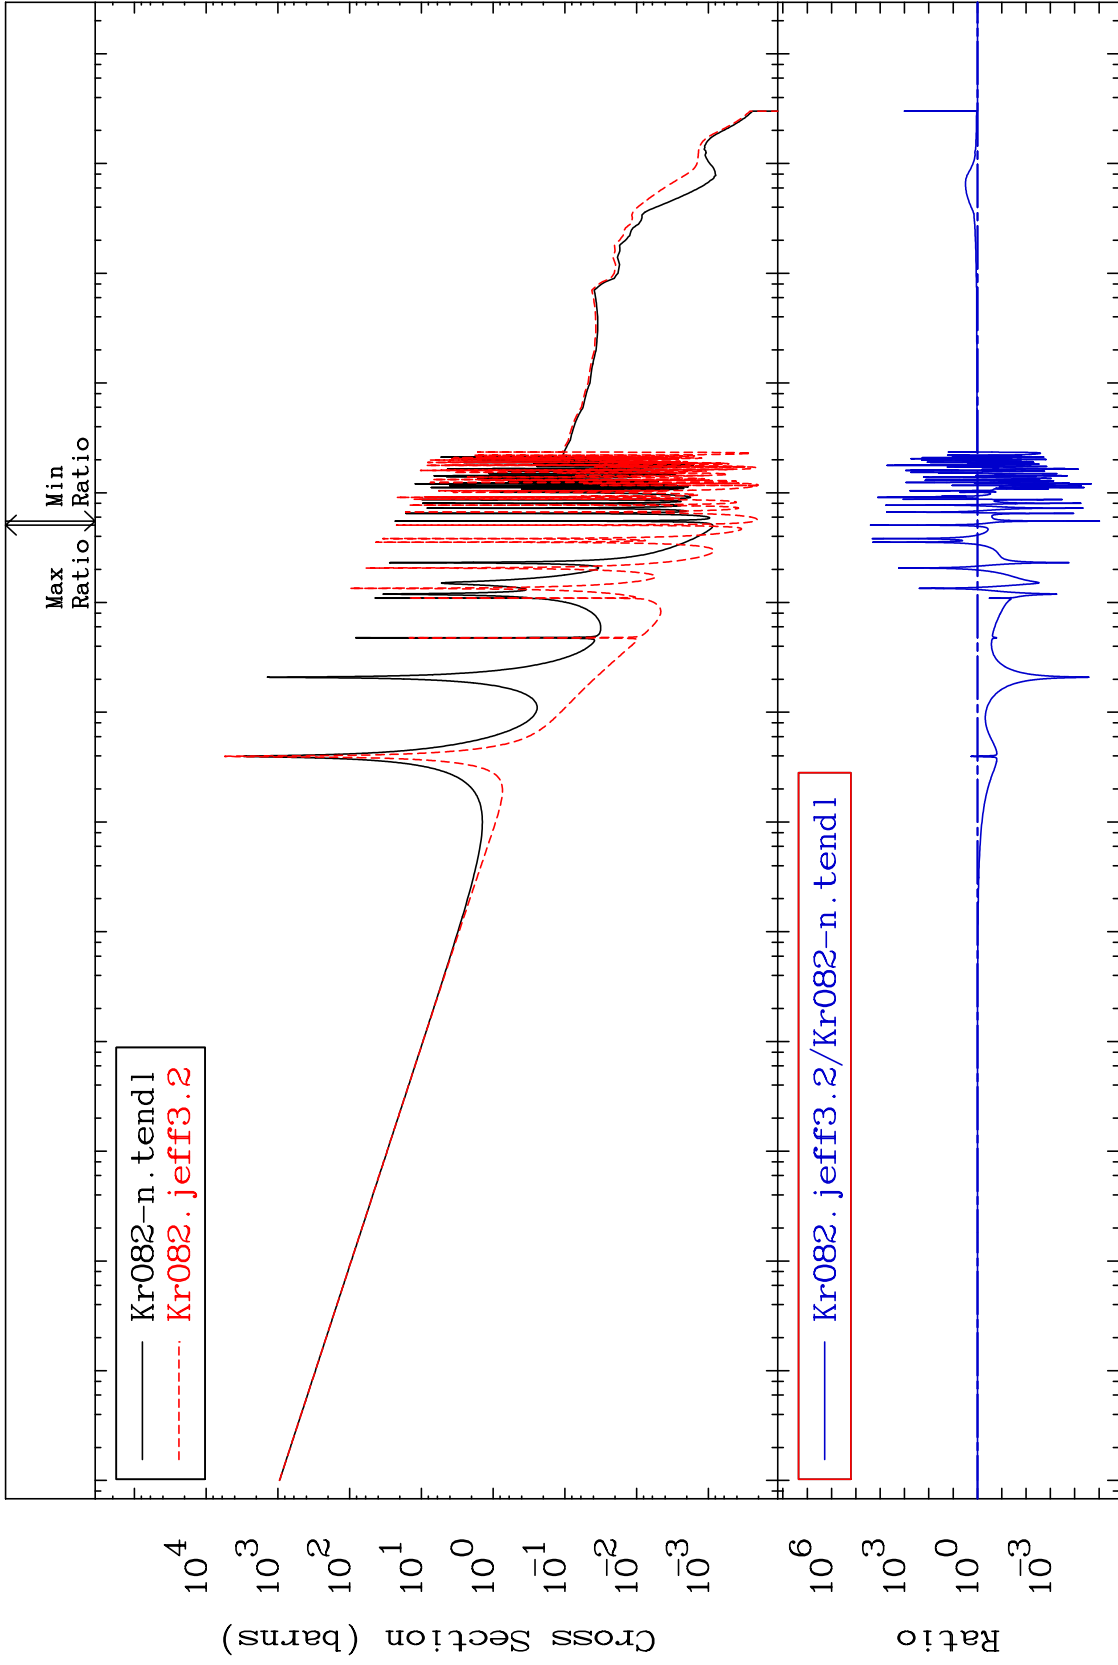 Max
Ratio
Min
Ratio
Kr082-n.tendl
Kr082.jeff3.2
10^4
10^3
10^2
10^1
10^0
10^-1
10^-2
10^-3
Cross Section (barns)
Kr082.jeff3.2/Kr082-n.tendl
10^6
10^3
10^0
10^-3
Ratio